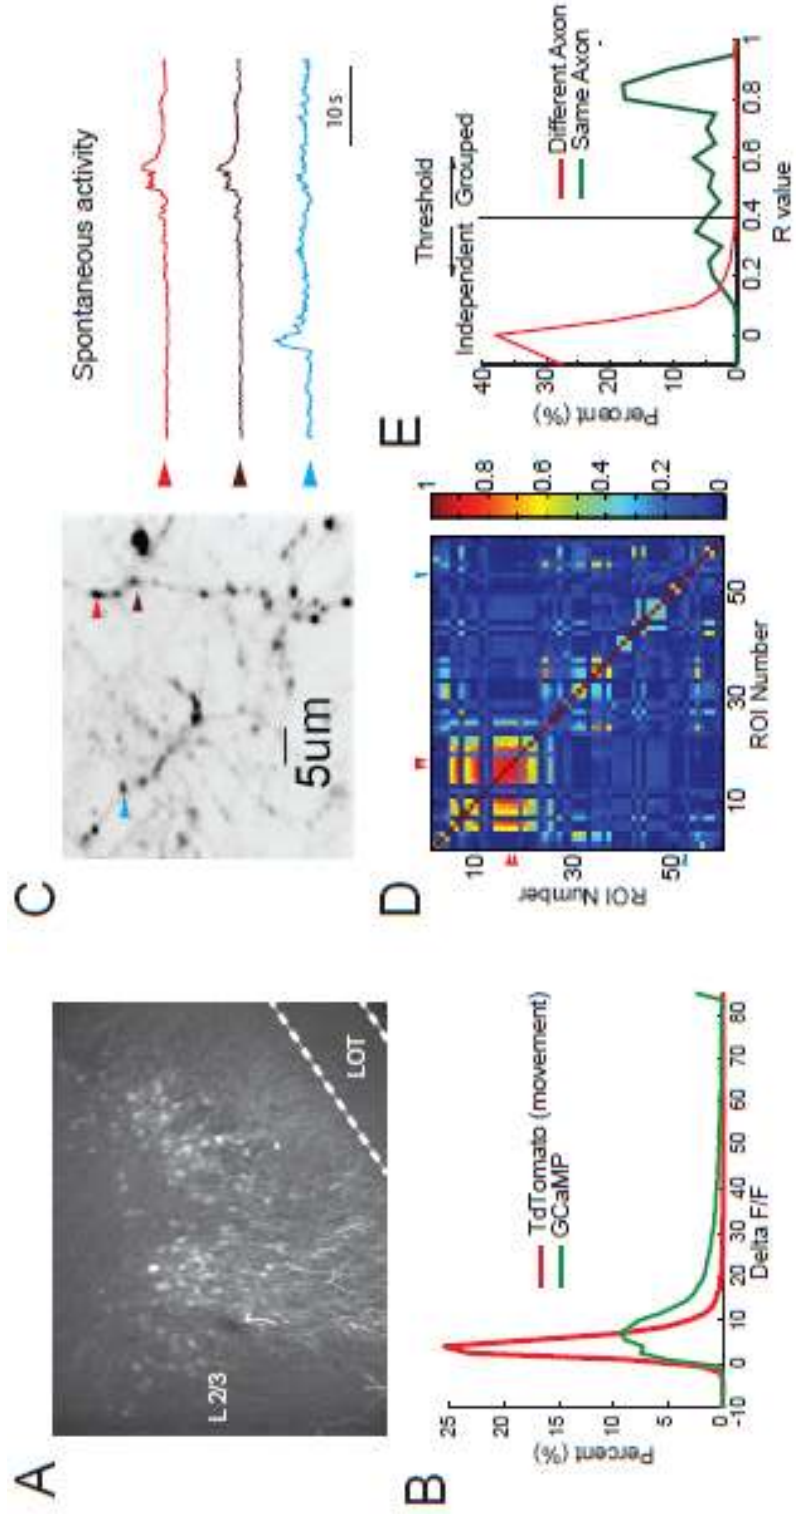 A
L 2/3
LOT
B
25
20
15
10
5
0
Percent (%)
-10
0
10
20
30
40
50
60
70
80
Delta F/F
TdTomato (movement)
GCaMP
C
5um
Spontaneous activity
10 s
D
10
30
50
ROI Number
10
30
50
ROI Number
1
0.8
0.6
0.4
0.2
0
E
40
30
20
10
0
Percent (%)
Threshold
Independent
Grouped
Different Axon
Same Axon
0
0.2
0.4
0.6
0.8
1
R value